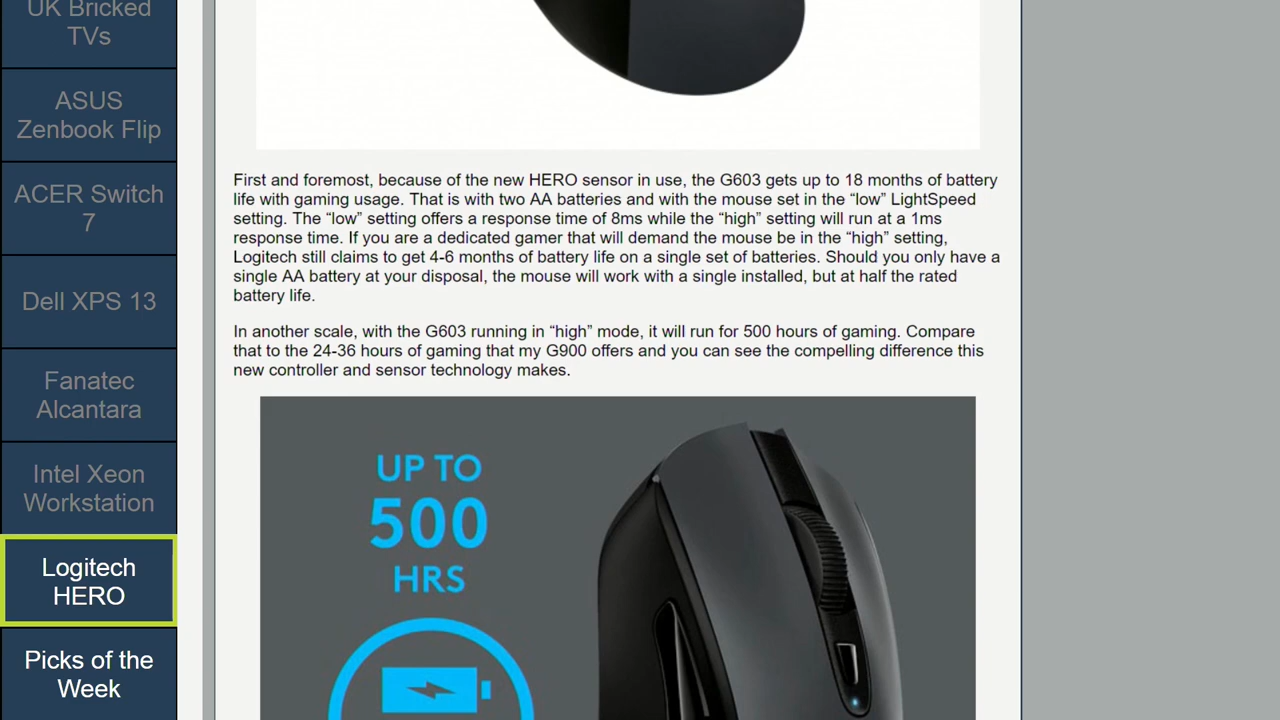 UK Bricked
TVs
ASUS
Zenbook Flip
ACER Switch
7
Dell XPS 13
Fanatec
Alcantara
Intel Xeon
Workstation
Logitech
HERO
Picks of the
Week
First and foremost, because of the new HERO sensor in use, the G603 gets up to 18 months of battery
life with gaming usage. That is with two AA batteries and with the mouse set in the “low” LightSpeed
setting. The “low” setting offers a response time of 8ms while the “high” setting will run at a 1ms
response time. If you are a dedicated gamer that will demand the mouse be in the “high” setting,
Logitech still claims to get 4-6 months of battery life on a single set of batteries. Should you only have a
single AA battery at your disposal, the mouse will work with a single installed, but at half the rated
battery life.
In another scale, with the G603 running in “high” mode, it will run for 500 hours of gaming. Compare
that to the 24-36 hours of gaming that my G900 offers and you can see the compelling difference this
new controller and sensor technology makes.
UP TO
500
HRS